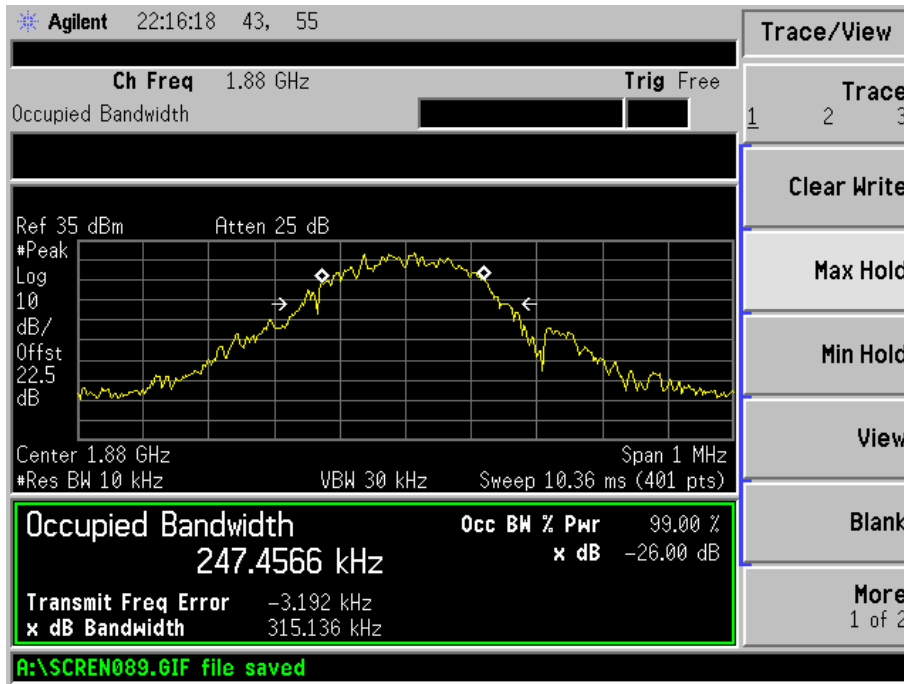 Agilent 22:16:18 43, 55
Trace/View
Ch Freq 1.88 GHz Trig Free
Occupied Bandwidth
Trace
1 2 3
Clear Write
Max Hold
Min Hold
View
Blank
More
1 of 2
Ref 35 dBm Atten 25 dB
#Peak
Log
10
dB/
Offst
22.5
dB
Center 1.88 GHz Span 1 MHz
#Res BW 10 kHz VBW 30 kHz Sweep 10.36 ms (401 pts)
Occupied Bandwidth Occ BW % Pwr 99.00 %
247.4566 kHz x dB -26.00 dB
Transmit Freq Error -3.192 kHz
x dB Bandwidth 315.136 kHz
A:\SCREN089.GIF file saved